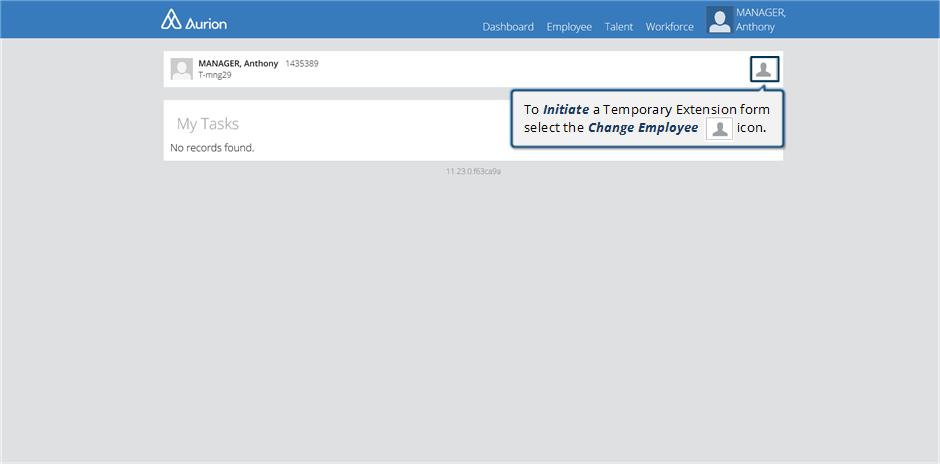 Aurion
Dashboard Employee Talent Workforce
MANAGER,
Anthony
MANAGER, Anthony 1435389
T-mng29
To Initiate a Temporary Extension form
select the Change Employee icon.
My Tasks
No records found.
11.23.0.f63ca9a